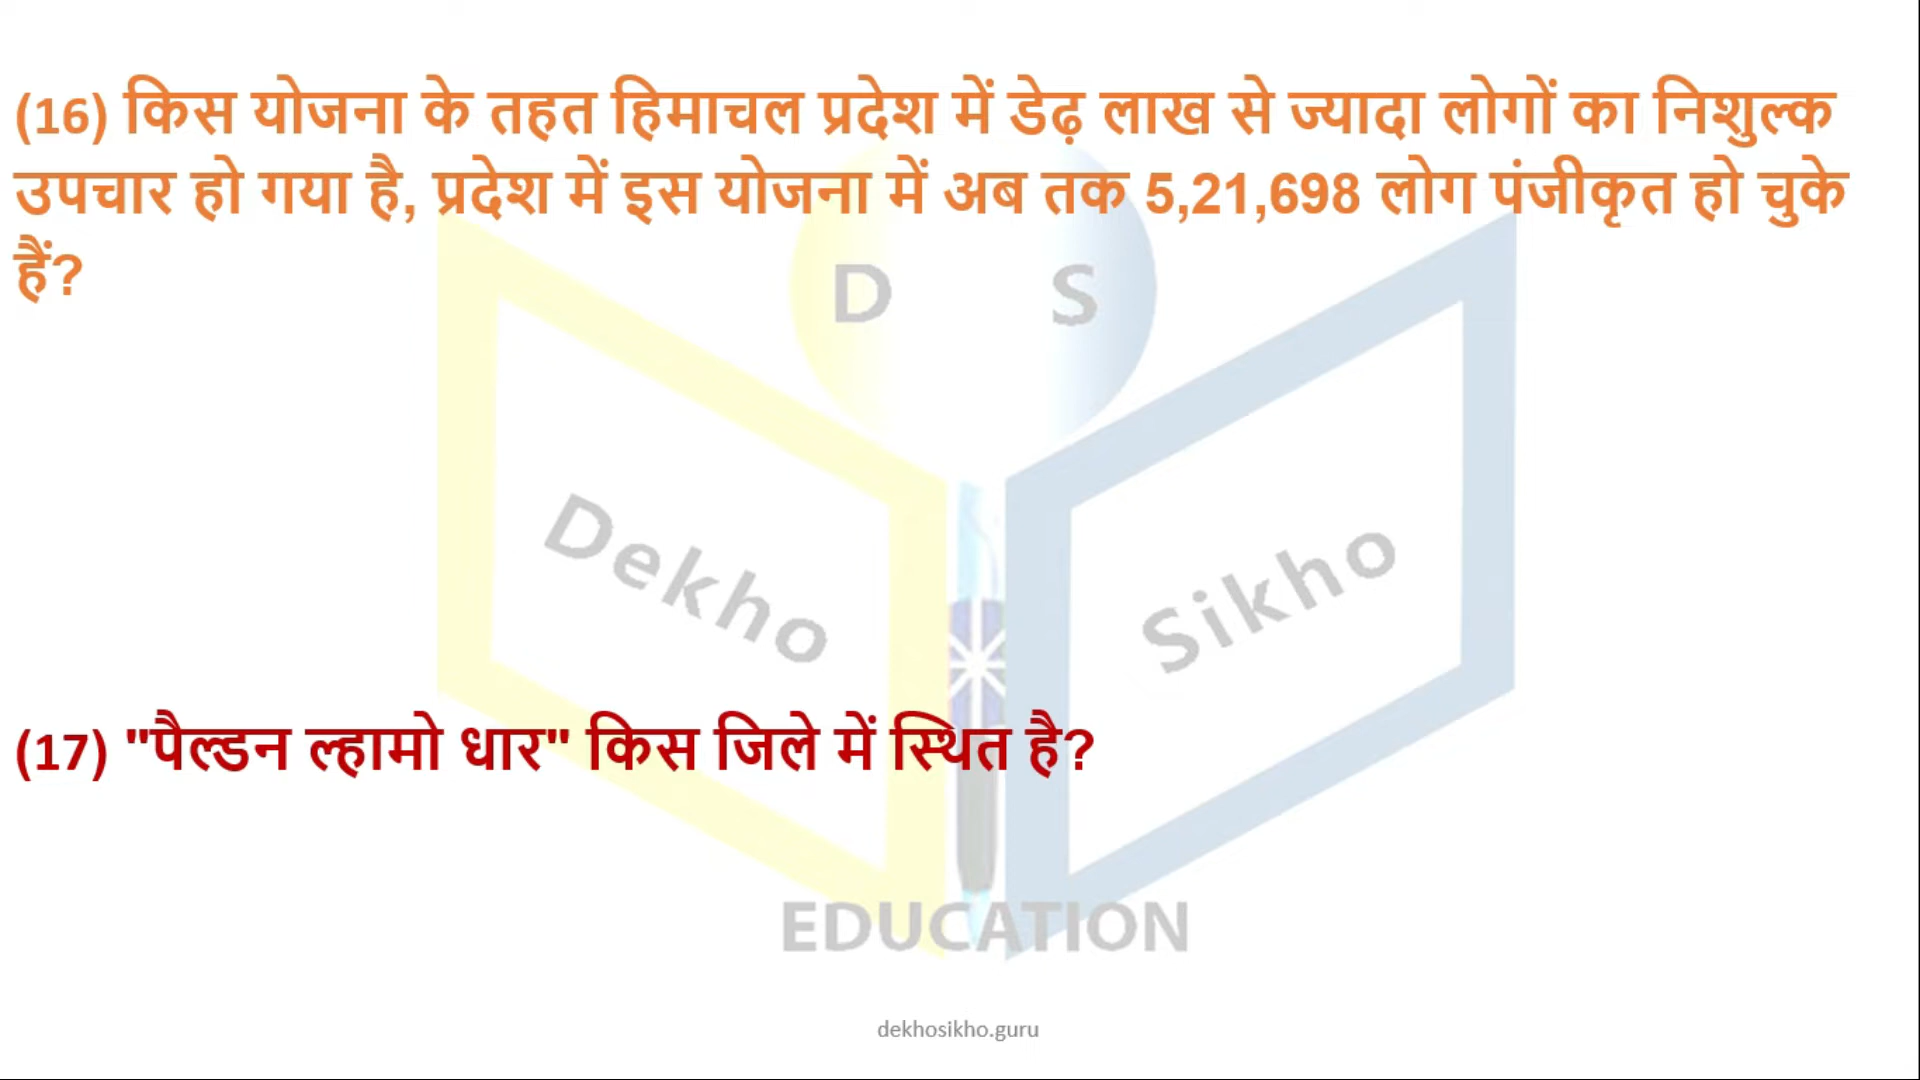 (16) किस योजना के तहत हिमाचल प्रदेश में डेढ़ लाख से ज्यादा लोगों का निशुल्क
उपचार हो गया है, प्रदेश में इस योजना में अब तक 5,21,698 लोग पंजीकृत हो चुके
हैं?
D S
Dekho Sikho
(17) "पैल्डन ल्हामो धार" किस जिले में स्थित है?
EDUCATION
dekhosikho.guru